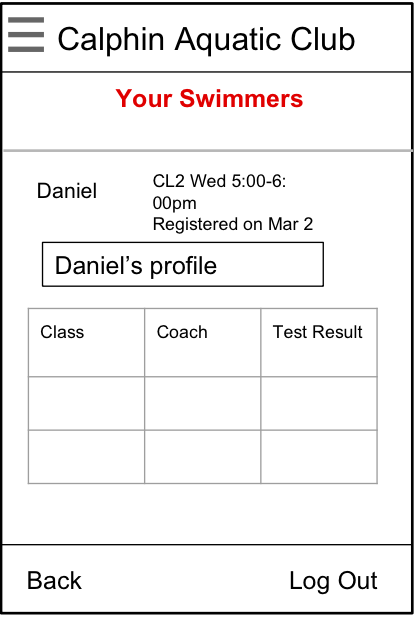 Calphin Aquatic Club
Your Swimmers
Daniel
CL2 Wed 5:00-6:
00pm
Registered on Mar 2
Daniel’s profile
Class Coach Test Result
Back Log Out